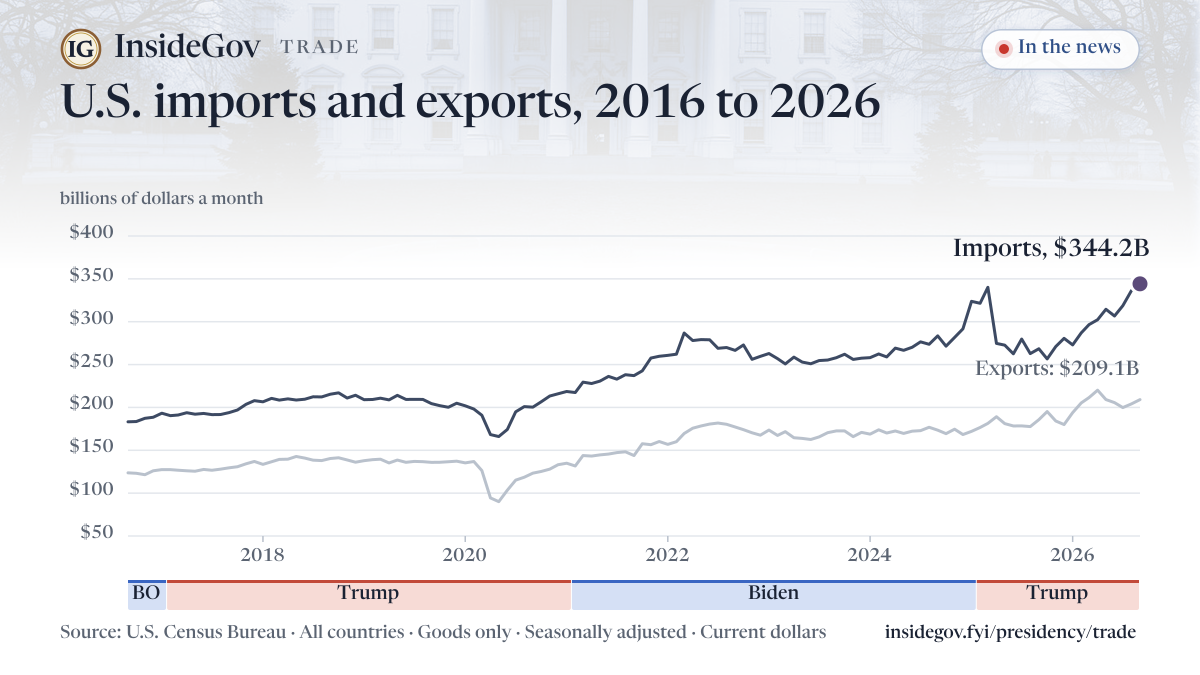 IG InsideGov TRADE
In the news
U.S. imports and exports, 2016 to 2026
billions of dollars a month
$400
Imports, $344.2B
$350
$300
$250
Exports: $209.1B
$200
$150
$100
$50
2018 2020 2022 2024 2026
BO Trump Biden Trump
Source: U.S. Census Bureau · All countries · Goods only · Seasonally adjusted · Current dollars
insidegov.fyi/presidency/trade